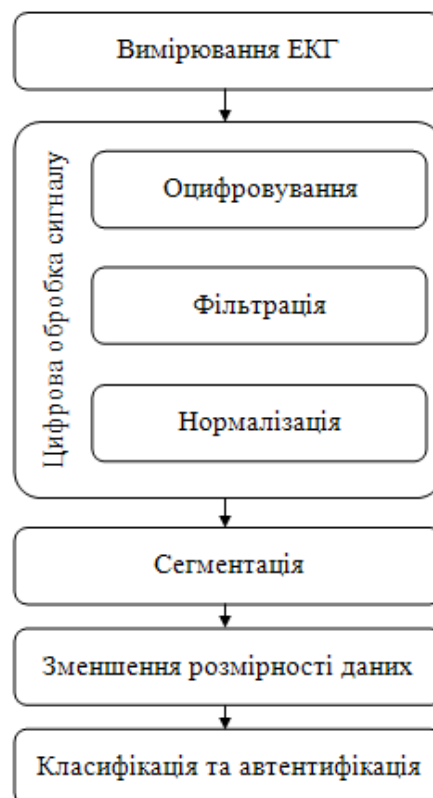 Вимірювання ЕКГ
Цифрова обробка сигналу
Оцифровування
Фільтрація
Нормалізація
Сегментація
Зменшення розмірності даних
Класифікація та автентифікація